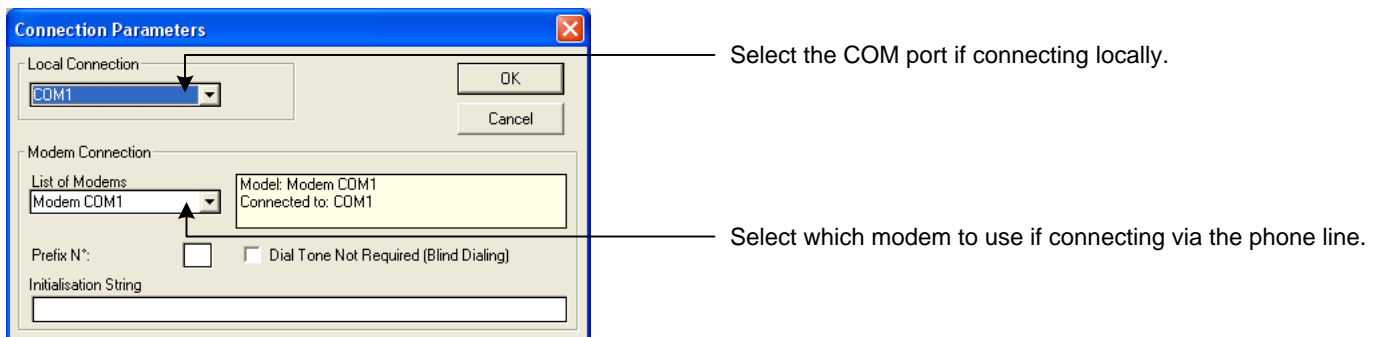 Connection Parameters
Select the COM port if connecting locally.
Local Connection
COM1
OK
Cancel
Modem Connection
List of Modems
Modem COM1
Model: Modem COM1
Connected to: COM1
Select which modem to use if connecting via the phone line.
Prefix N°:
Dial Tone Not Required (Blind Dialing)
Initialisation String